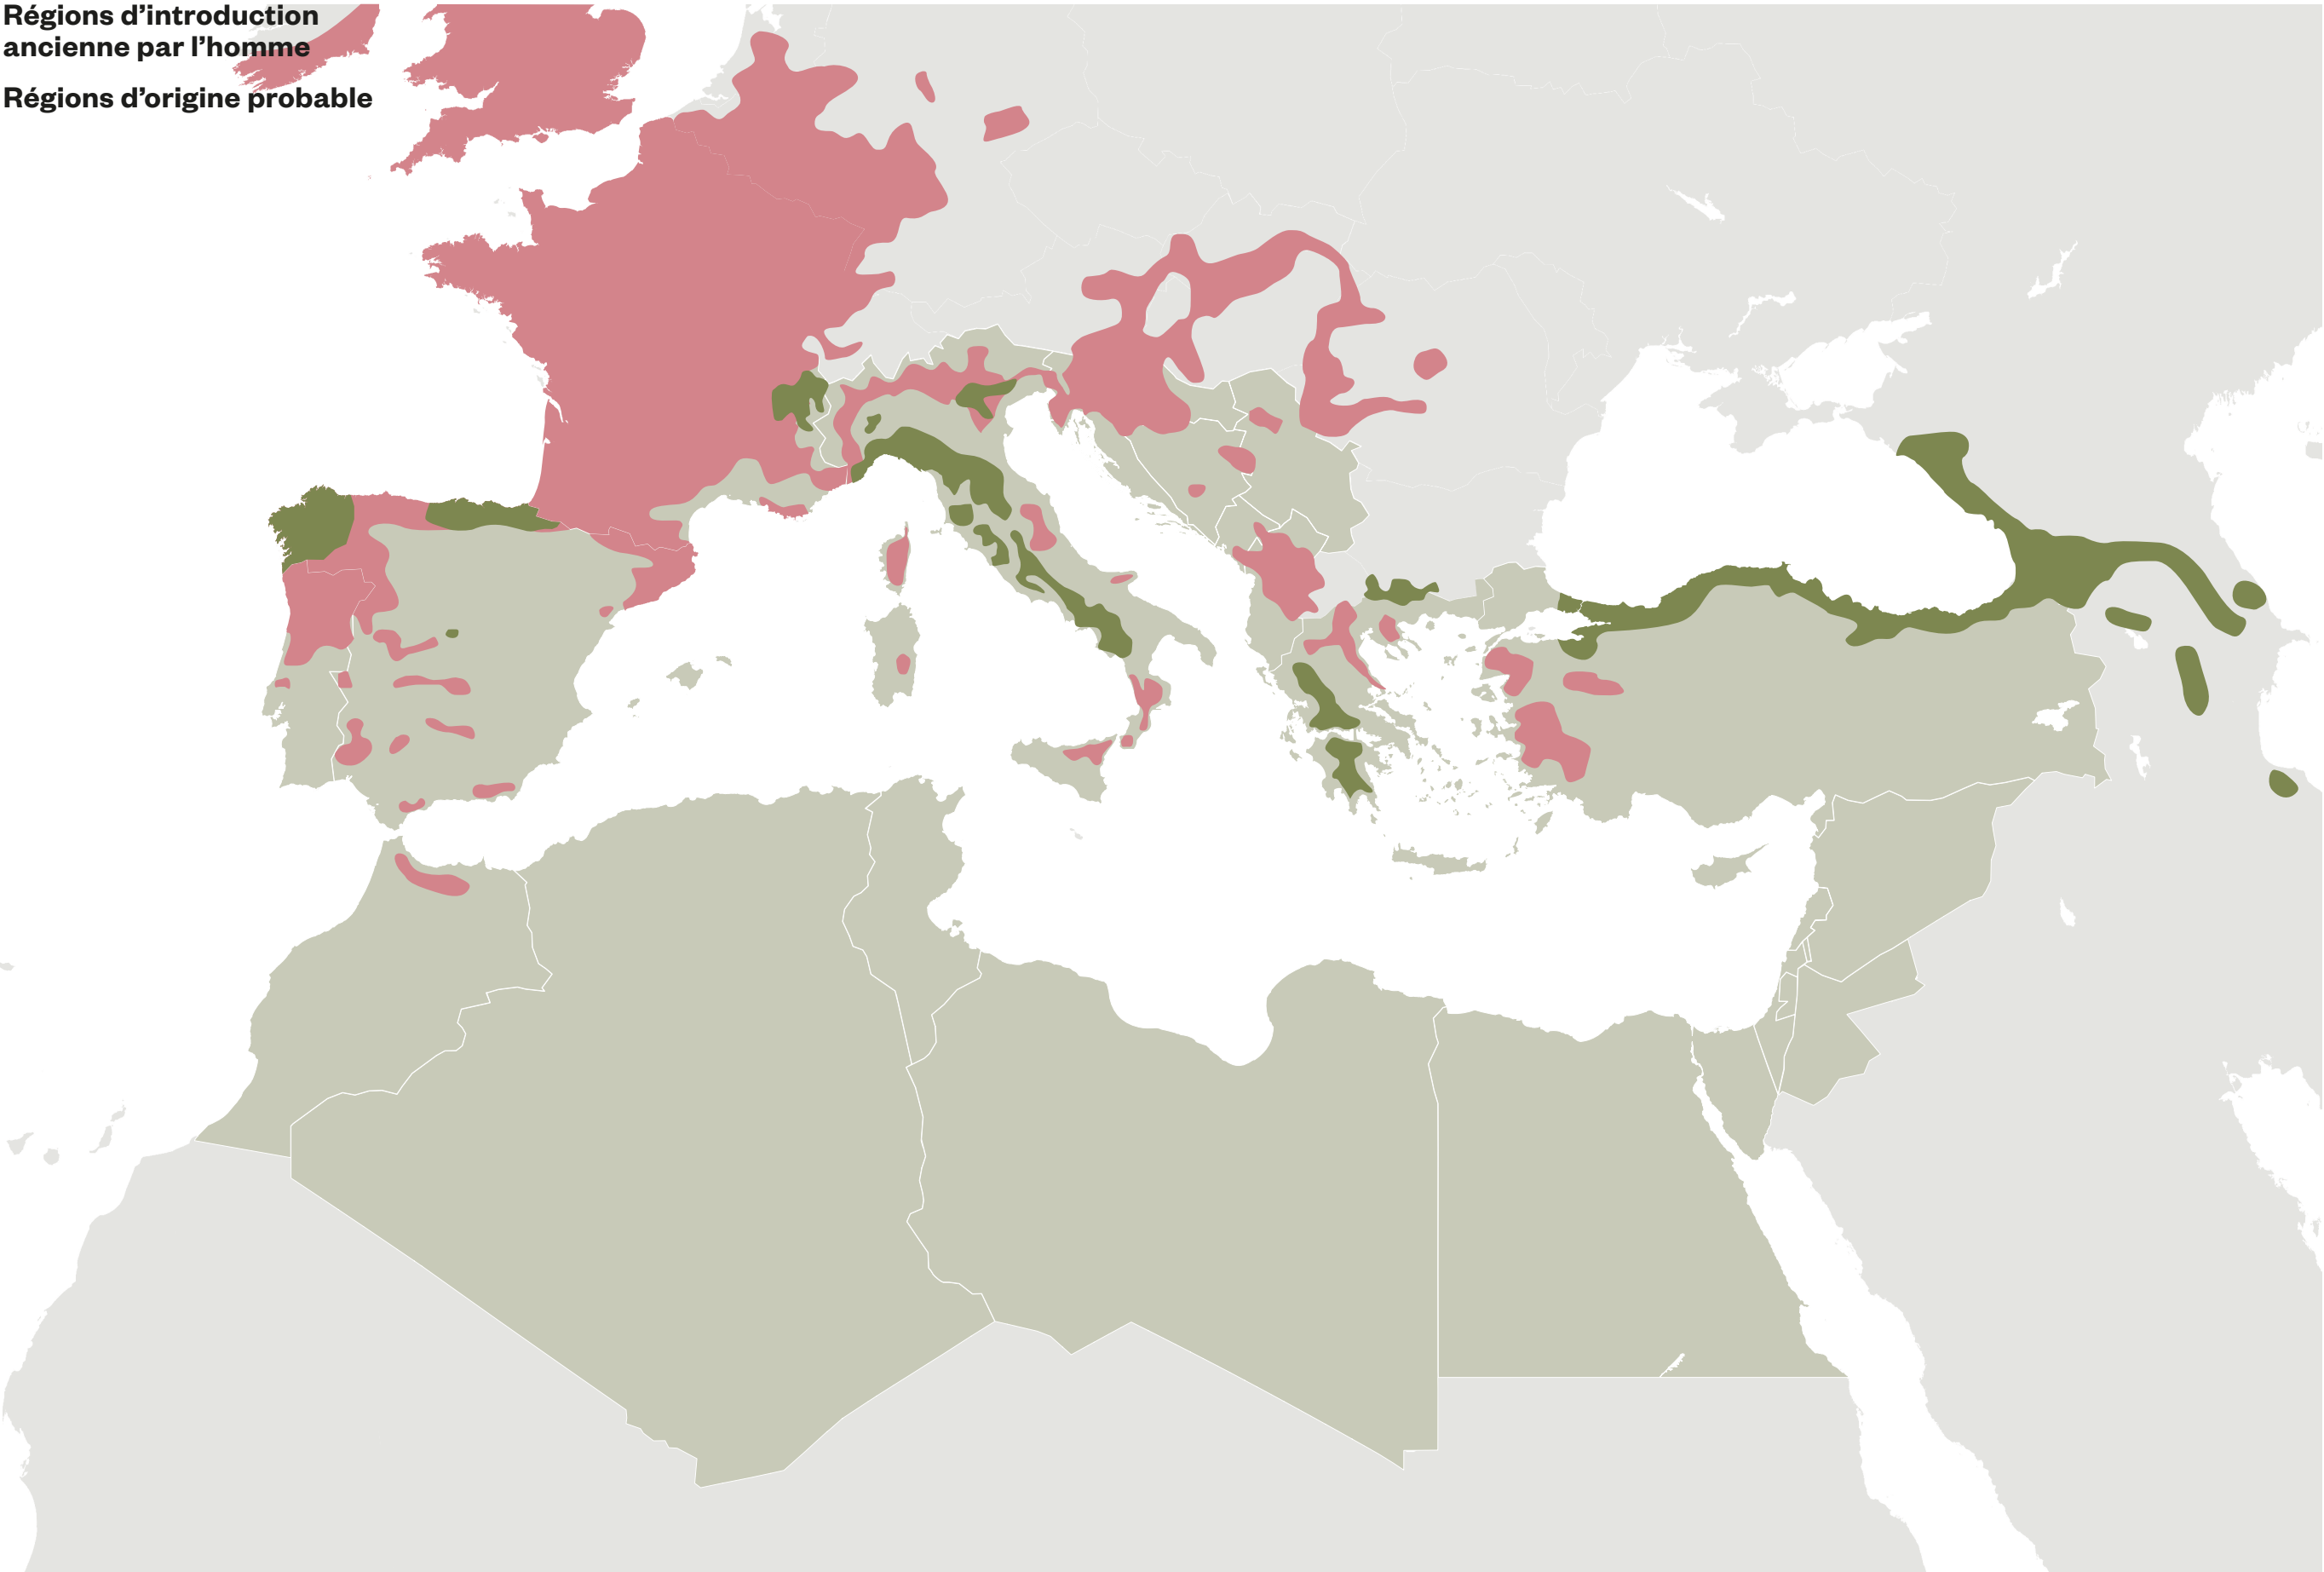 Régions d’introduction
ancienne par l’homme
Régions d’origine probable